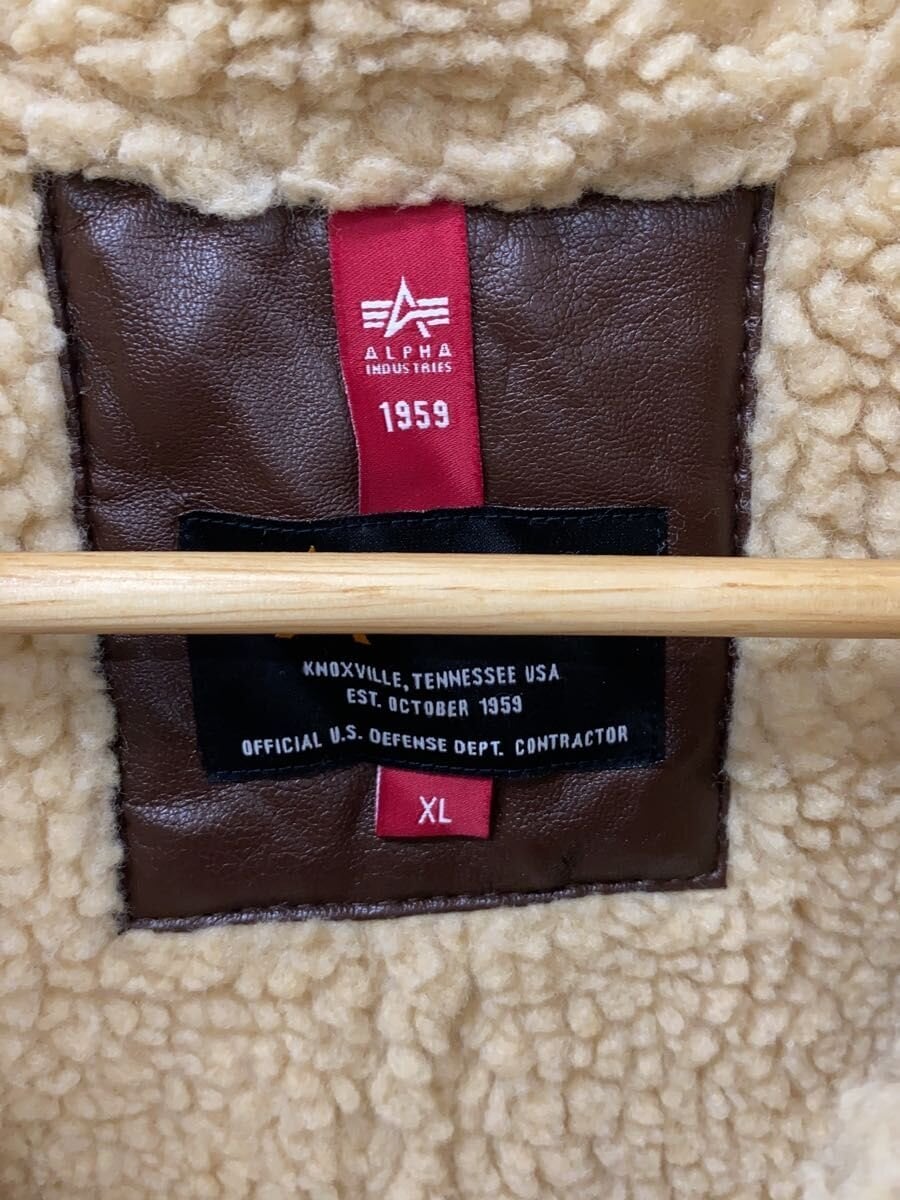 ALPHA
INDUSTRIES
1959
KNOXVILLE, TENNESSEE USA
EST. OCTOBER 1959
OFFICIAL U.S. DEFENSE DEPT. CONTRACTOR
XL